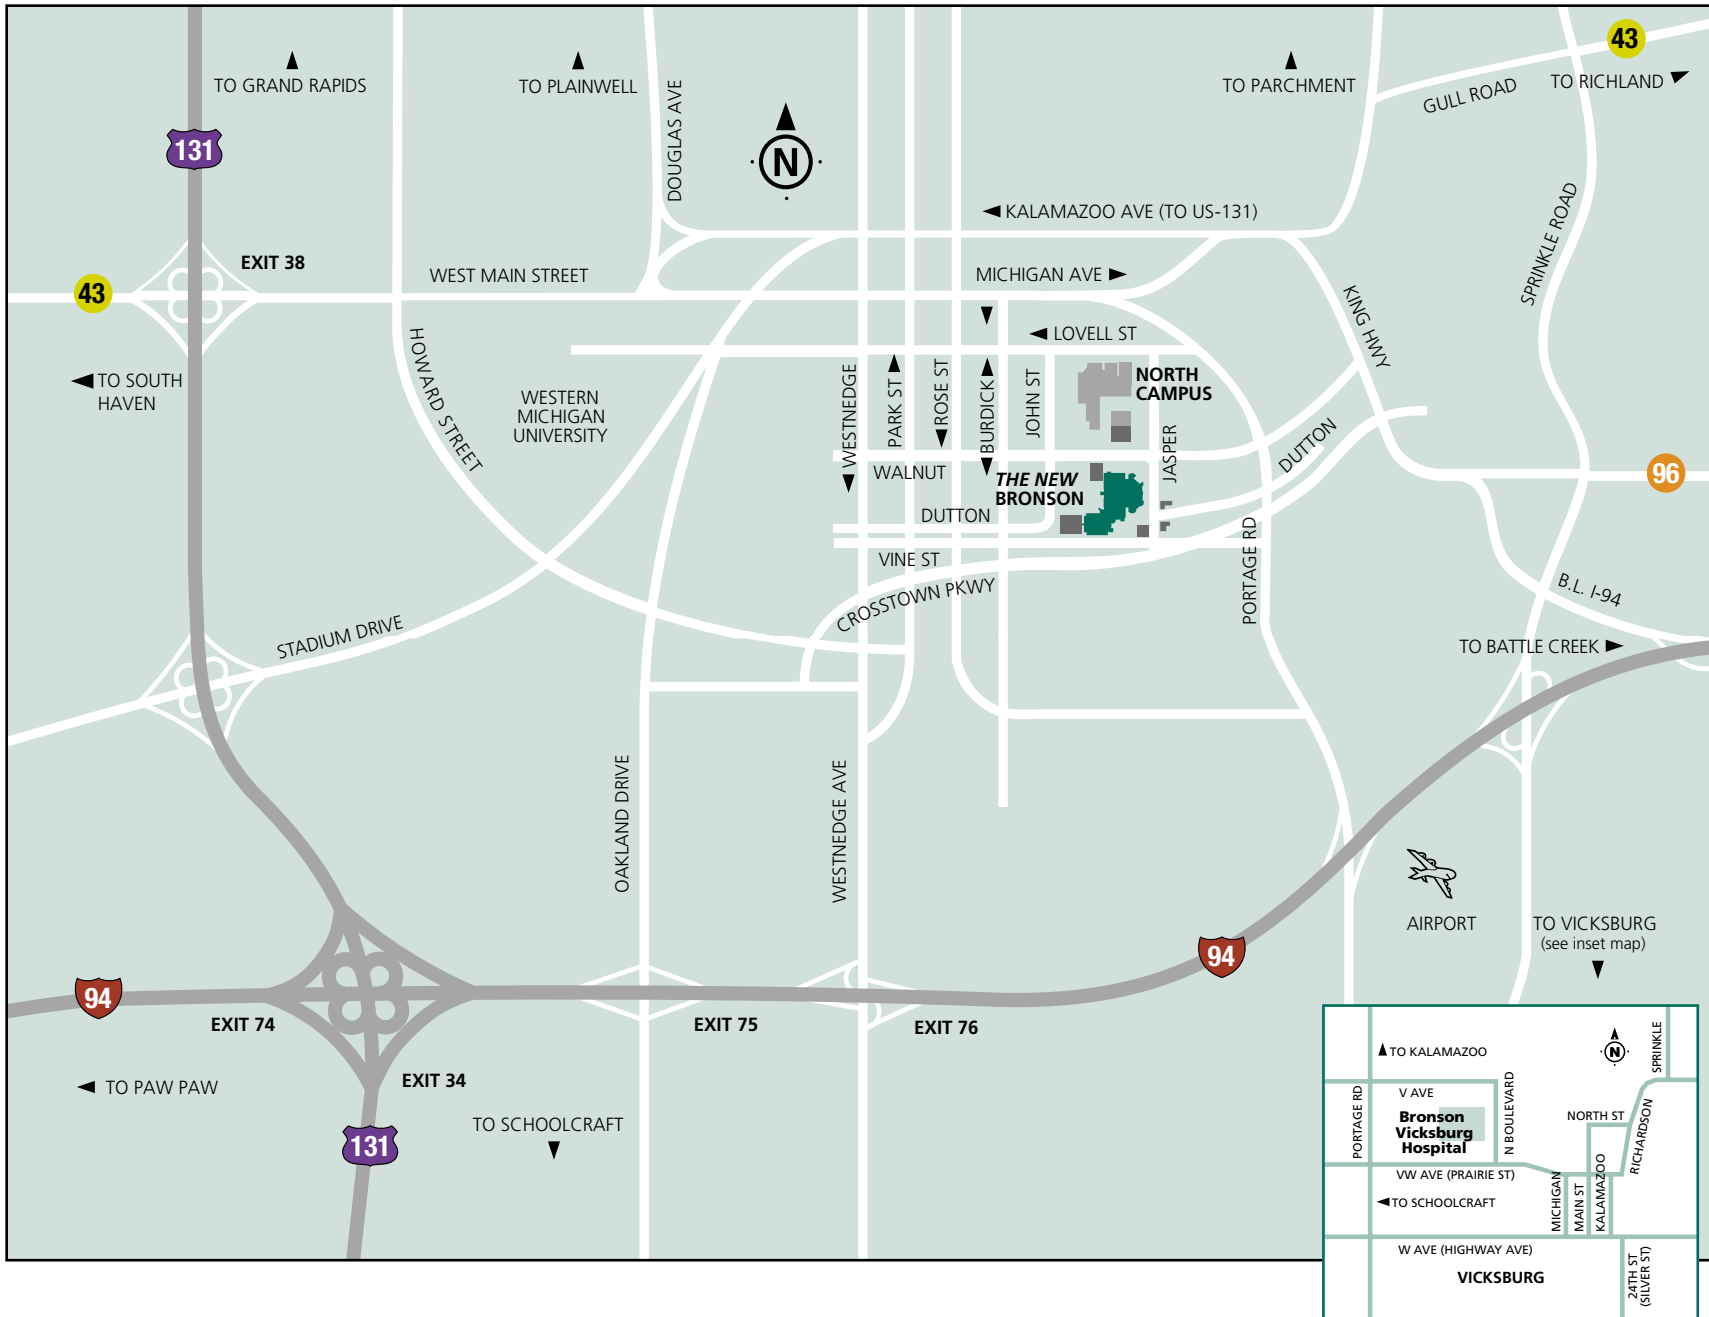 43
TO GRAND RAPIDS
TO PLAINWELL
DOUGLAS AVE
TO PARCHMENT
GULL ROAD
TO RICHLAND
131
N
KALAMAZOO AVE (TO US-131)
SPRINKLE ROAD
EXIT 38
43
WEST MAIN STREET
MICHIGAN AVE
KING HWY
LOVELL ST
HOWARD STREET
TO SOUTH
HAVEN
WESTERN
MICHIGAN
UNIVERSITY
WESTNEDGE
PARK ST
ROSE ST
BURDICK
JOHN ST
NORTH
CAMPUS
JASPER
DUTTON
WALNUT
THE NEW
BRONSON
96
DUTTON
VINE ST
CROSSTOWN PKWY
PORTAGE RD
B.L. I-94
STADIUM DRIVE
TO BATTLE CREEK
OAKLAND DRIVE
WESTNEDGE AVE
AIRPORT
TO VICKSBURG
(see inset map)
94
94
EXIT 74
EXIT 75
EXIT 76
EXIT 34
TO PAW PAW
TO SCHOOLCRAFT
131
TO KALAMAZOO
N
SPRINKLE
PORTAGE RD
V AVE
N BOULEVARD
Bronson
Vicksburg
Hospital
NORTH ST
RICHARDSON
VW AVE (PRAIRIE ST)
TO SCHOOLCRAFT
MICHIGAN
MAIN ST
KALAMAZOO
W AVE (HIGHWAY AVE)
VICKSBURG
24TH ST
(SILVER ST)